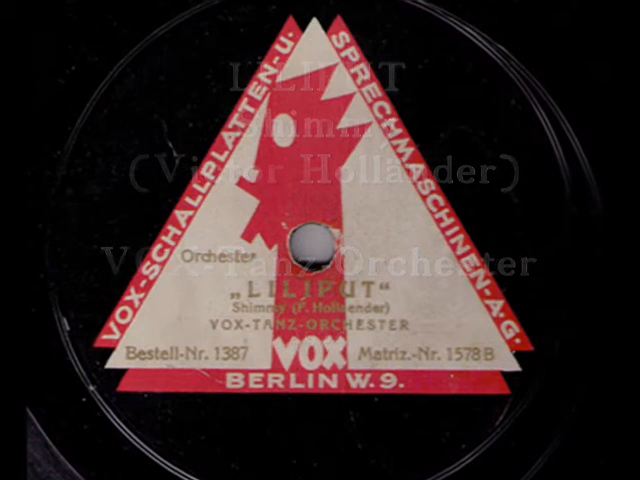 VOX-SCHALLPLATTEN-U.
SPRECHMASCHINEN-A.G.
LILIPUT
Shimmy
(Victor Holländer)
VOX-Tanz-Orchester
Orchester
„LILIPUT“
Shimmy (F. Hollaender)
VOX-TANZ-ORCHESTER
Bestell-Nr. 1387
VOX
Matriz.-Nr. 1578 B
BERLIN W. 9.